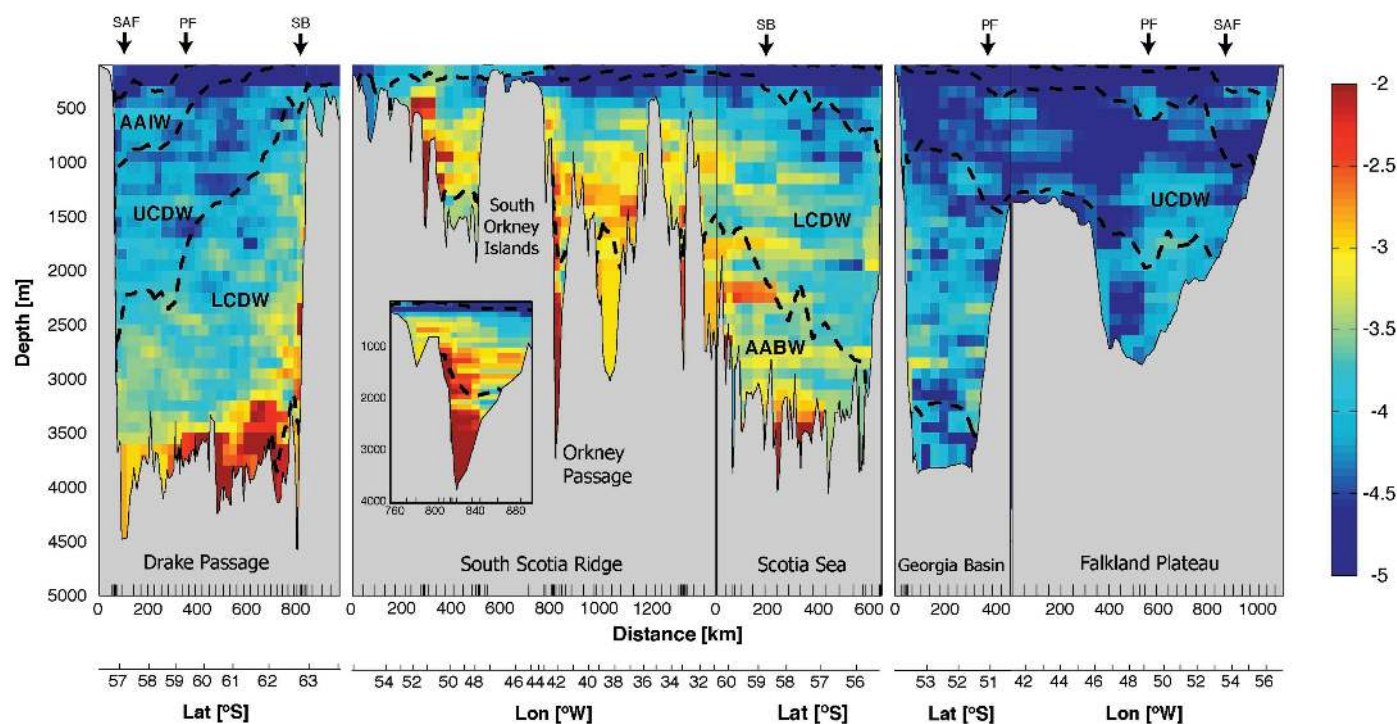 SAF PF SB SB PF PF SAF
500
1000
1500
2000
2500
3000
3500
4000
4500
5000
Depth [m]
AAIW
UCDW
LCDW
Drake Passage
South
Orkney
Islands
1000
2000
3000
4000
760 800 840 880
Orkney
Passage
South Scotia Ridge
LCDW
AABW
Scotia Sea
Georgia Basin
UCDW
Falkland Plateau
-2
-2.5
-3
-3.5
-4
-4.5
-5
0 200 400 600 800 0 200 400 600 800 1000 1200 0 200 400 600 0 200 400 0 200 400 600 800 1000
Distance [km]
57 58 59 60 61 62 63 54 52 50 48 46 44 42 40 38 36 34 32 60 59 58 57 56 53 52 51 42 44 46 48 50 52 54 56
Lat [°S] Lon [°W] Lat [°S] Lat [°S] Lon [°W]